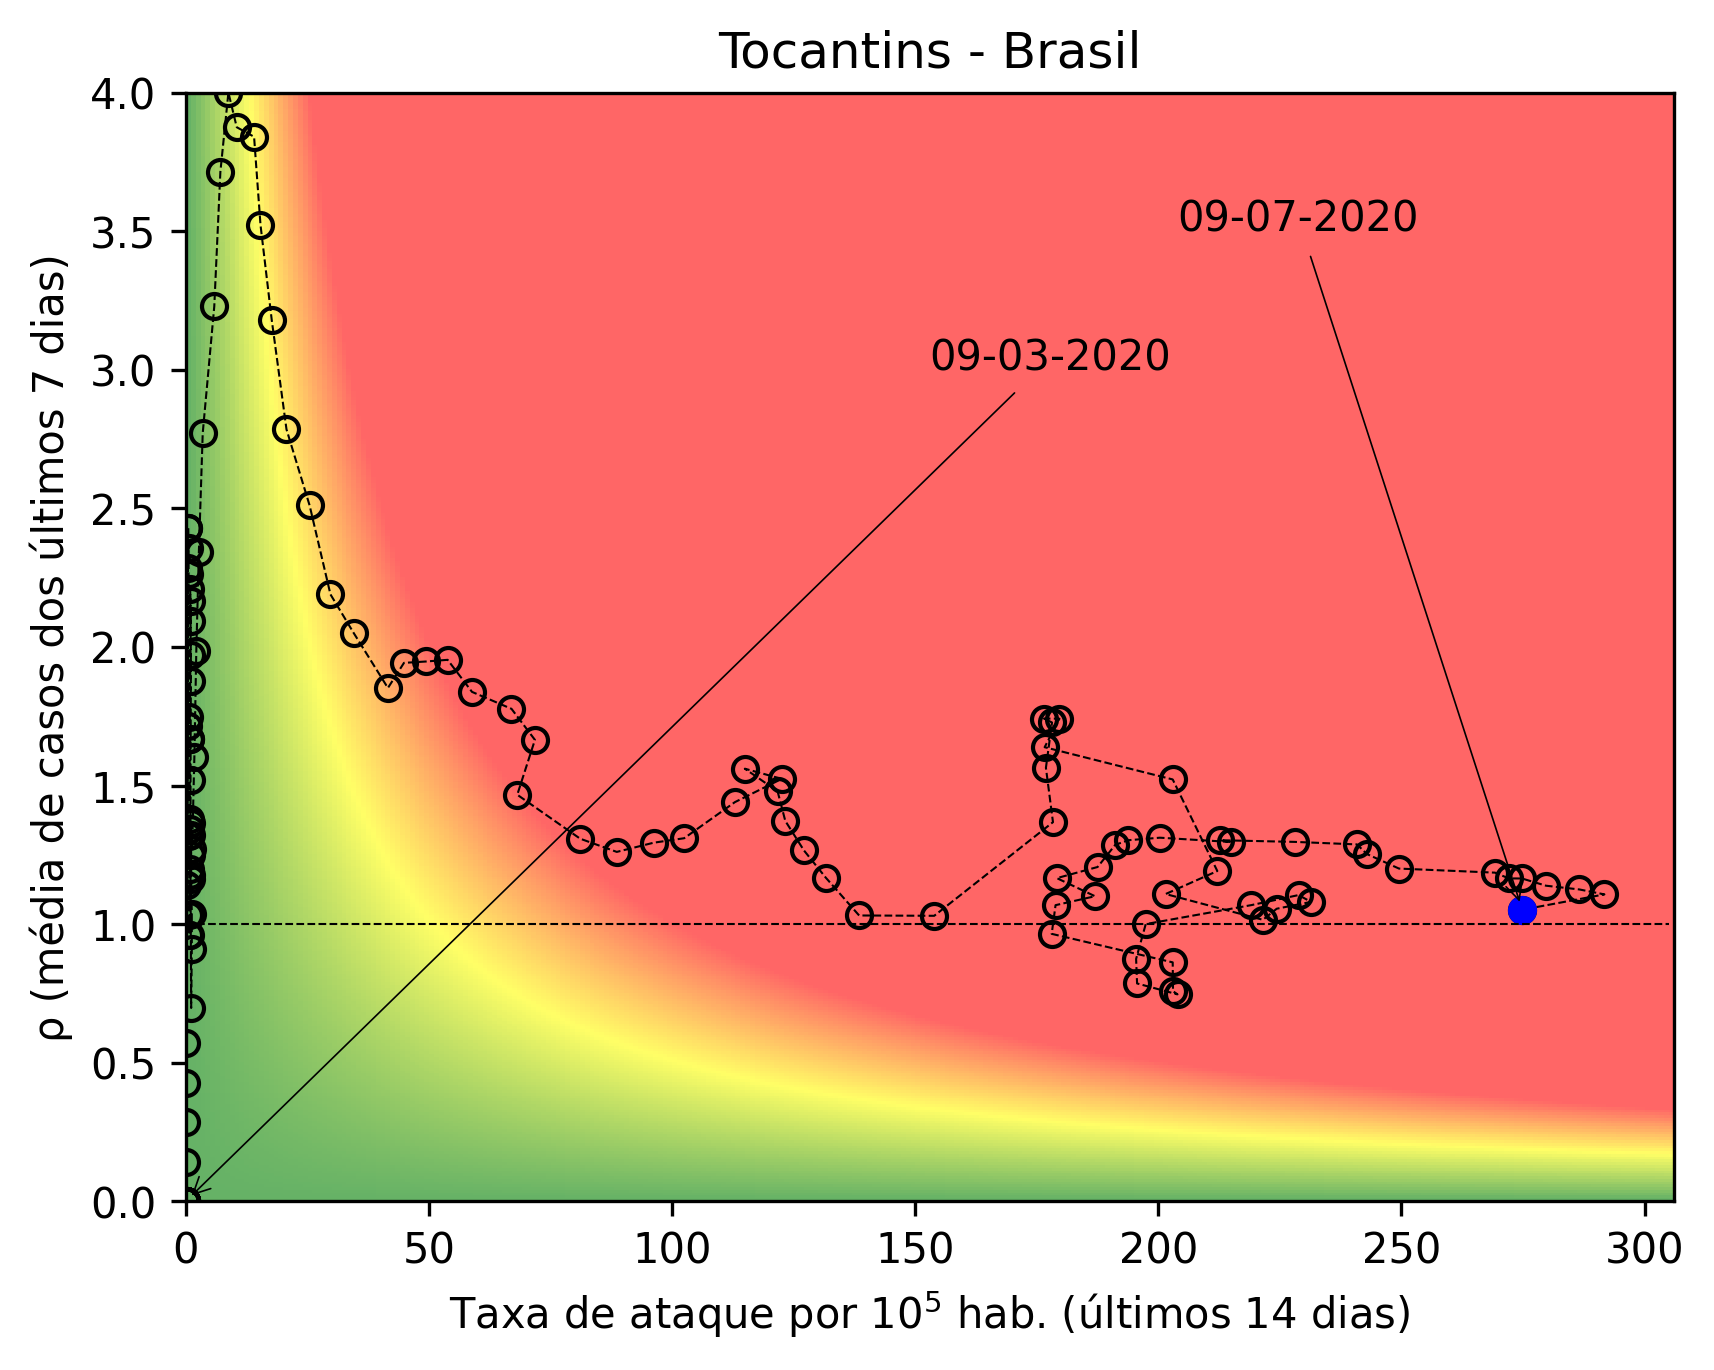 Tocantins - Brasil
4.0
3.5
3.0
2.5
2.0
1.5
1.0
0.5
0.0
ρ (média de casos dos últimos 7 dias)
09-07-2020
09-03-2020
0 50 100 150 200 250 300
Taxa de ataque por 10⁵ hab. (últimos 14 dias)